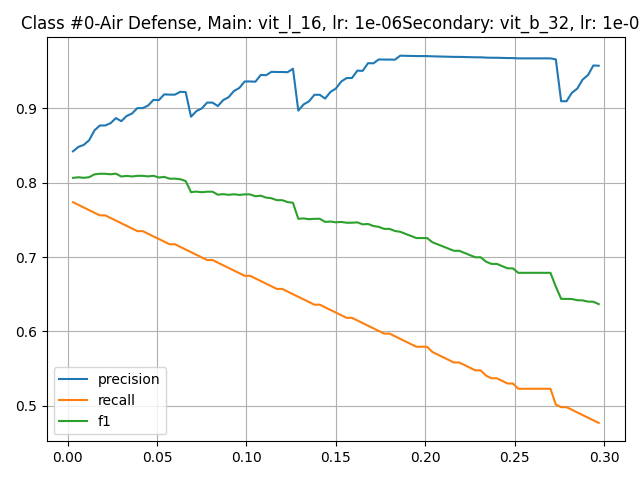 Class #0-Air Defense, Main: vit_l_16, lr: 1e-06Secondary: vit_b_32, lr: 1e-0
0.9
0.8
0.7
0.6
0.5
precision
recall
f1
0.00 0.05 0.10 0.15 0.20 0.25 0.30